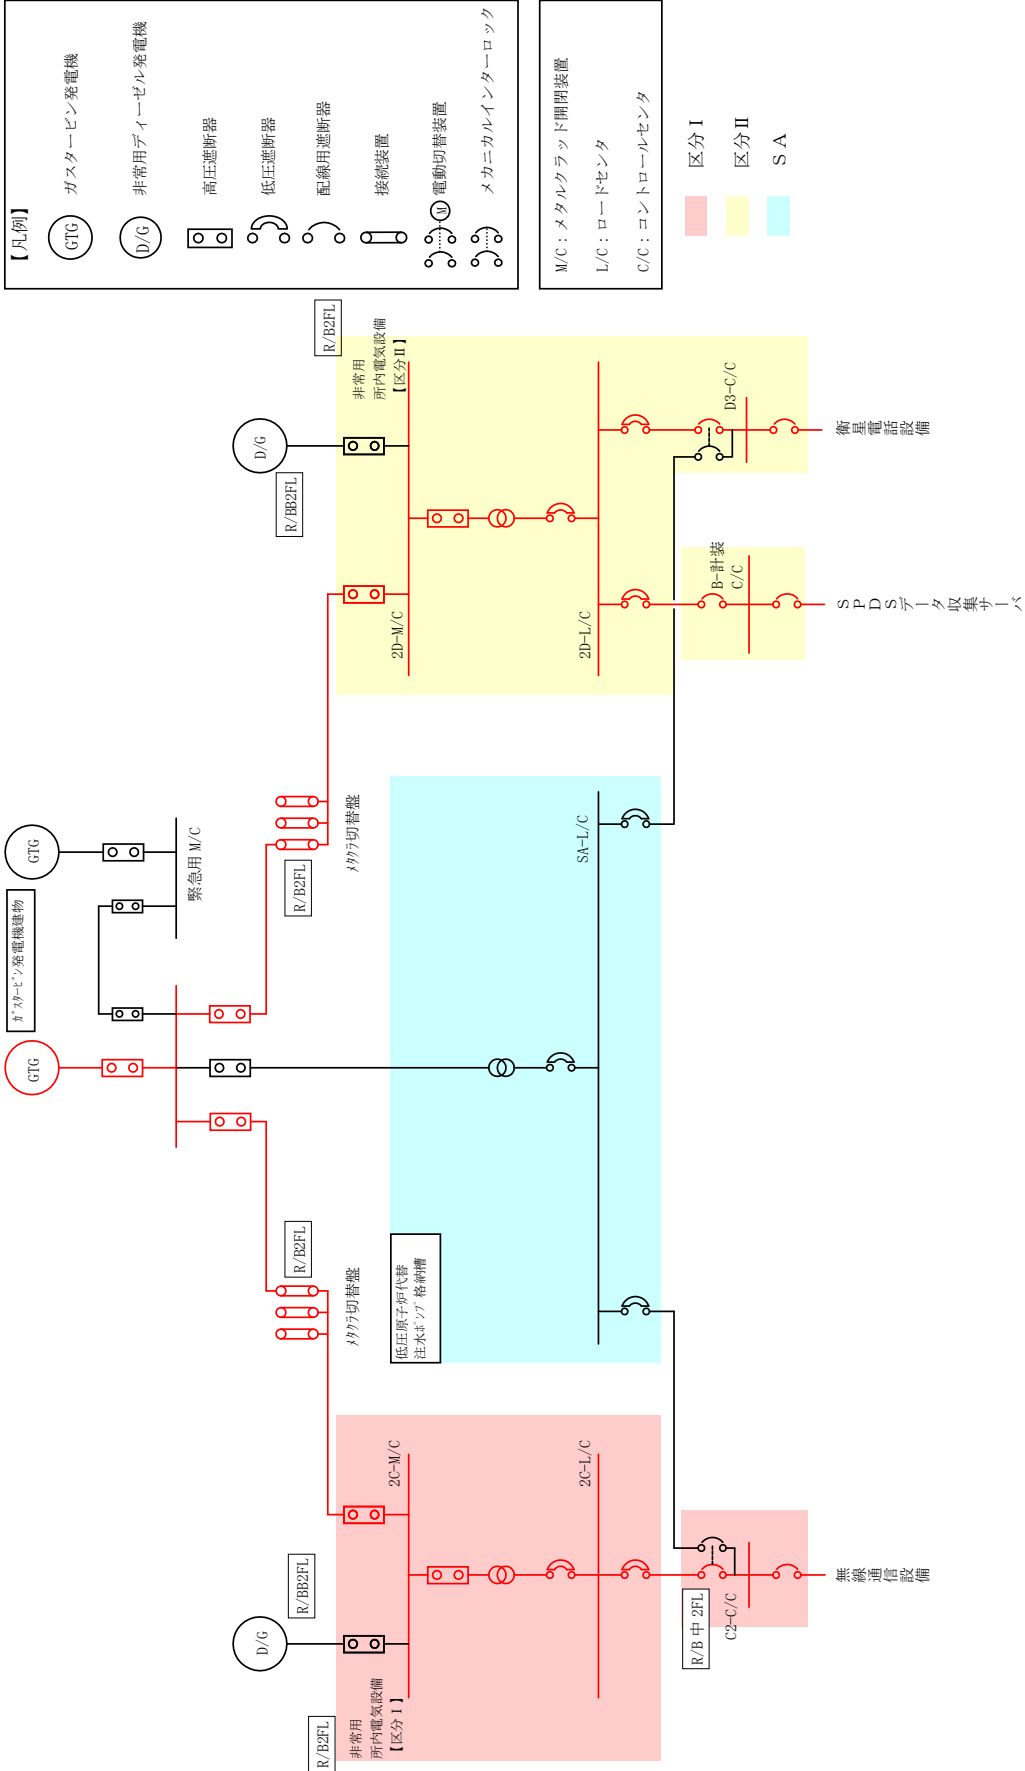 【凡例】
GTG
ガスタービン発電機
D/G
非常用ディーゼル発電機
高圧遮断器
低圧遮断器
配線用遮断器
接続装置
M
電動切替装置
メカニカルインターロック
M/C：メタルクラッド開閉装置
L/C：ロードセンタ
C/C：コントロールセンタ
区分Ⅰ
区分Ⅱ
ＳＡ
ｶﾞｽﾀｰﾋﾞﾝ発電機建物
GTG
GTG
緊急用 M/C
R/B2FL
ﾒﾀｸﾗ切替盤
R/B2FL
ﾒﾀｸﾗ切替盤
R/B2FL
非常用
所内電気設備
【区分Ⅱ】
D/G
R/BB2FL
2D-M/C
2D-L/C
D3-C/C
衛星電話設備
B-計装
C/C
ＳＰＤＳデータ収集サーバ
低圧原子炉代替
注水ﾎﾟﾝﾌﾟ格納槽
SA-L/C
R/B2FL
非常用
所内電気設備
【区分Ⅰ】
D/G
R/BB2FL
2C-M/C
2C-L/C
R/B 中 2FL
C2-C/C
無線通信設備